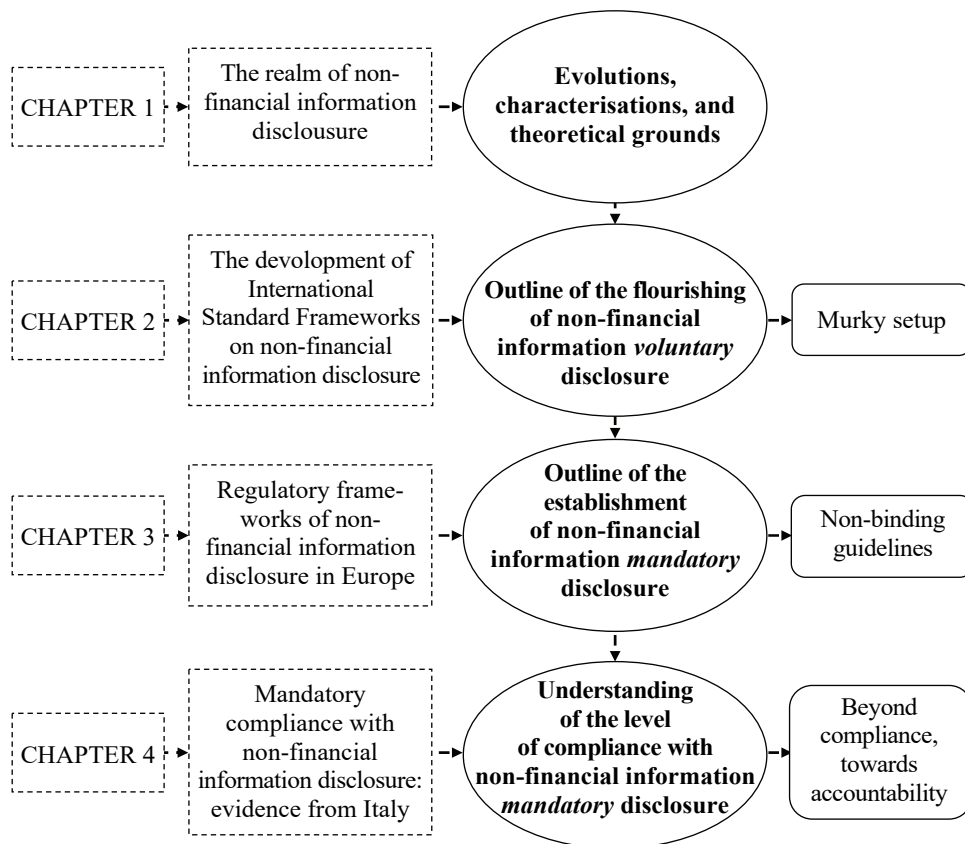 CHAPTER 1
The realm of non-
financial information
disclousure
Evolutions,
characterisations, and
theoretical grounds
CHAPTER 2
The devolopment of
International
Standard Frameworks
on non-financial
information disclosure
Outline of the flourishing
of non-financial
information voluntary
disclosure
Murky setup
CHAPTER 3
Regulatory frame-
works of non-
financial information
disclosure in Europe
Outline of the
establishment
of non-financial
information mandatory
disclosure
Non-binding
guidelines
CHAPTER 4
Mandatory
compliance with
non-financial
information disclosure:
evidence from Italy
Understanding
of the level
of compliance with
non-financial information
mandatory disclosure
Beyond
compliance,
towards
accountability